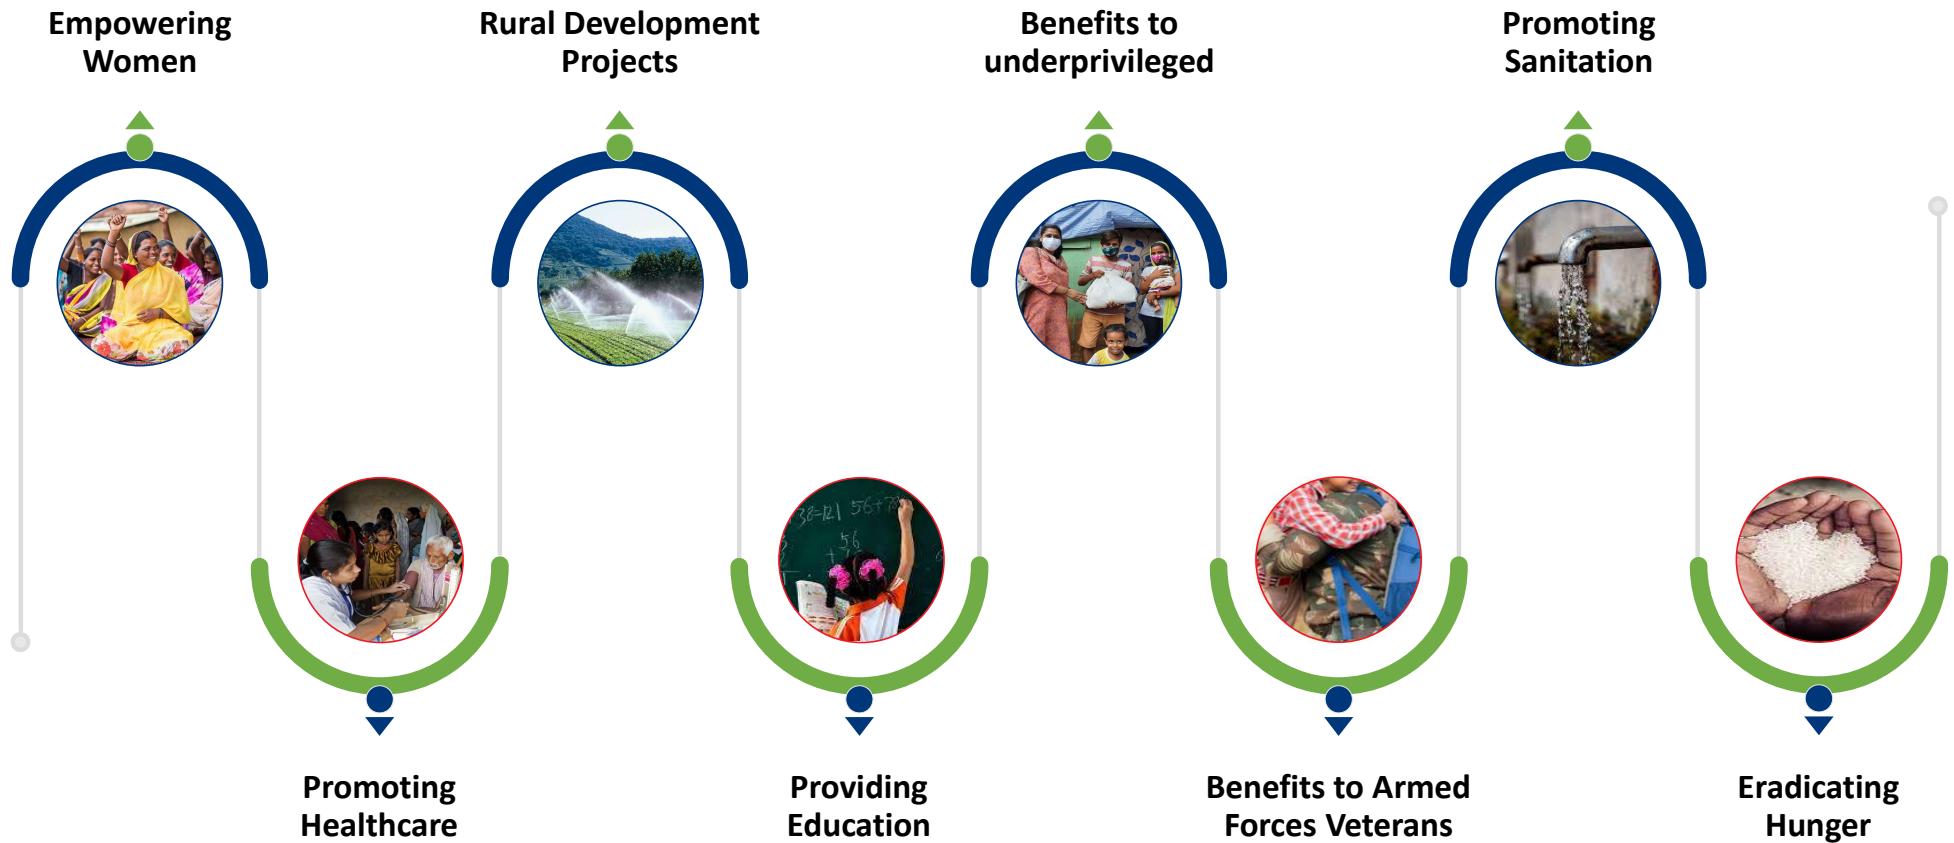 Empowering
Women
Rural Development
Projects
Benefits to
underprivileged
Promoting
Sanitation
Promoting
Healthcare
Providing
Education
Benefits to Armed
Forces Veterans
Eradicating
Hunger